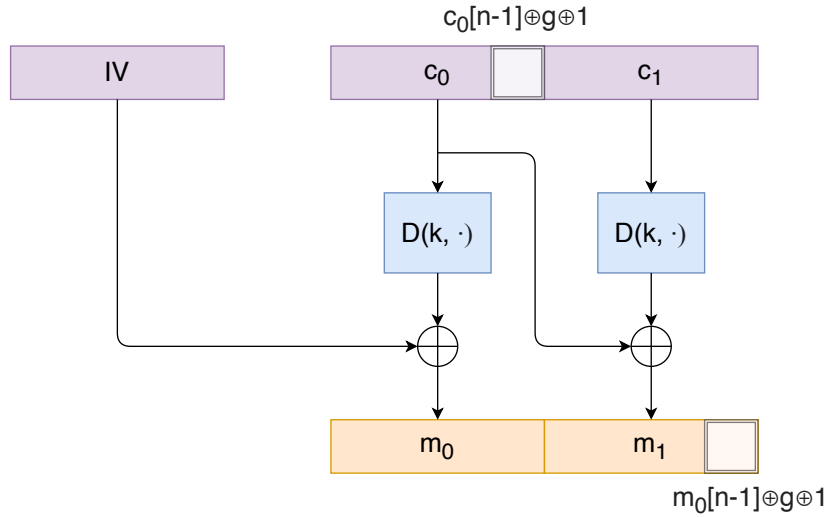 c₀[n-1]⊕g⊕1
IV
c₀
c₁
D(k, ·)
D(k, ·)
m₀
m₁
m₀[n-1]⊕g⊕1